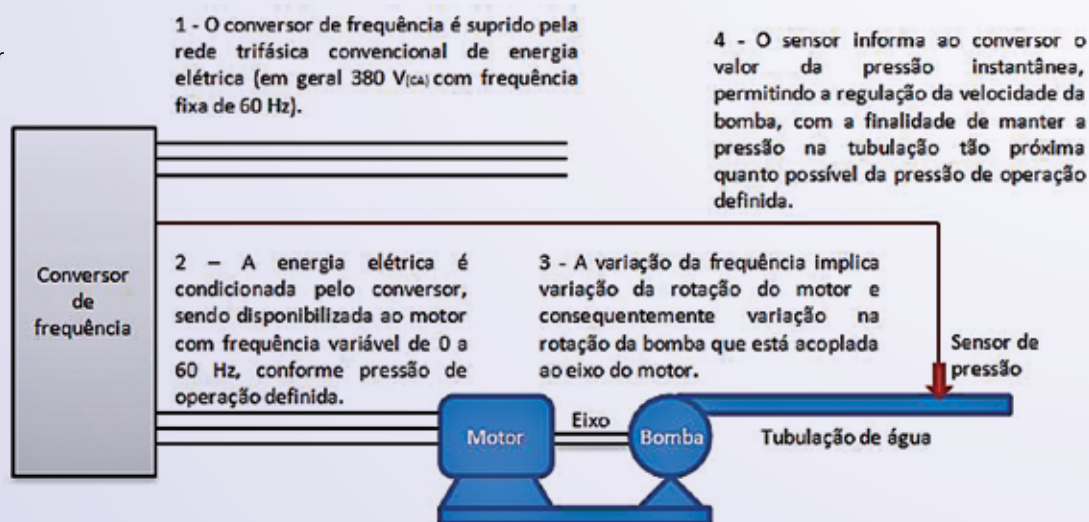 1 - O conversor de frequência é suprido pela
rede trifásica convencional de energia
elétrica (em geral 380 V(CA) com frequência
fixa de 60 Hz).
r
4 - O sensor informa ao conversor o
valor da pressão instantânea,
permitindo a regulação da velocidade da
bomba, com a finalidade de manter a
pressão na tubulação tão próxima
quanto possível da pressão de operação
definida.
Conversor
de
frequência
2 – A energia elétrica é
condicionada pelo conversor,
sendo disponibilizada ao motor
com frequência variável de 0 a
60 Hz, conforme pressão de
operação definida.
3 - A variação da frequência implica
variação da rotação do motor e
consequentemente variação na
rotação da bomba que está acoplada
ao eixo do motor.
Sensor de
pressão
Motor
Eixo
Bomba
Tubulação de água